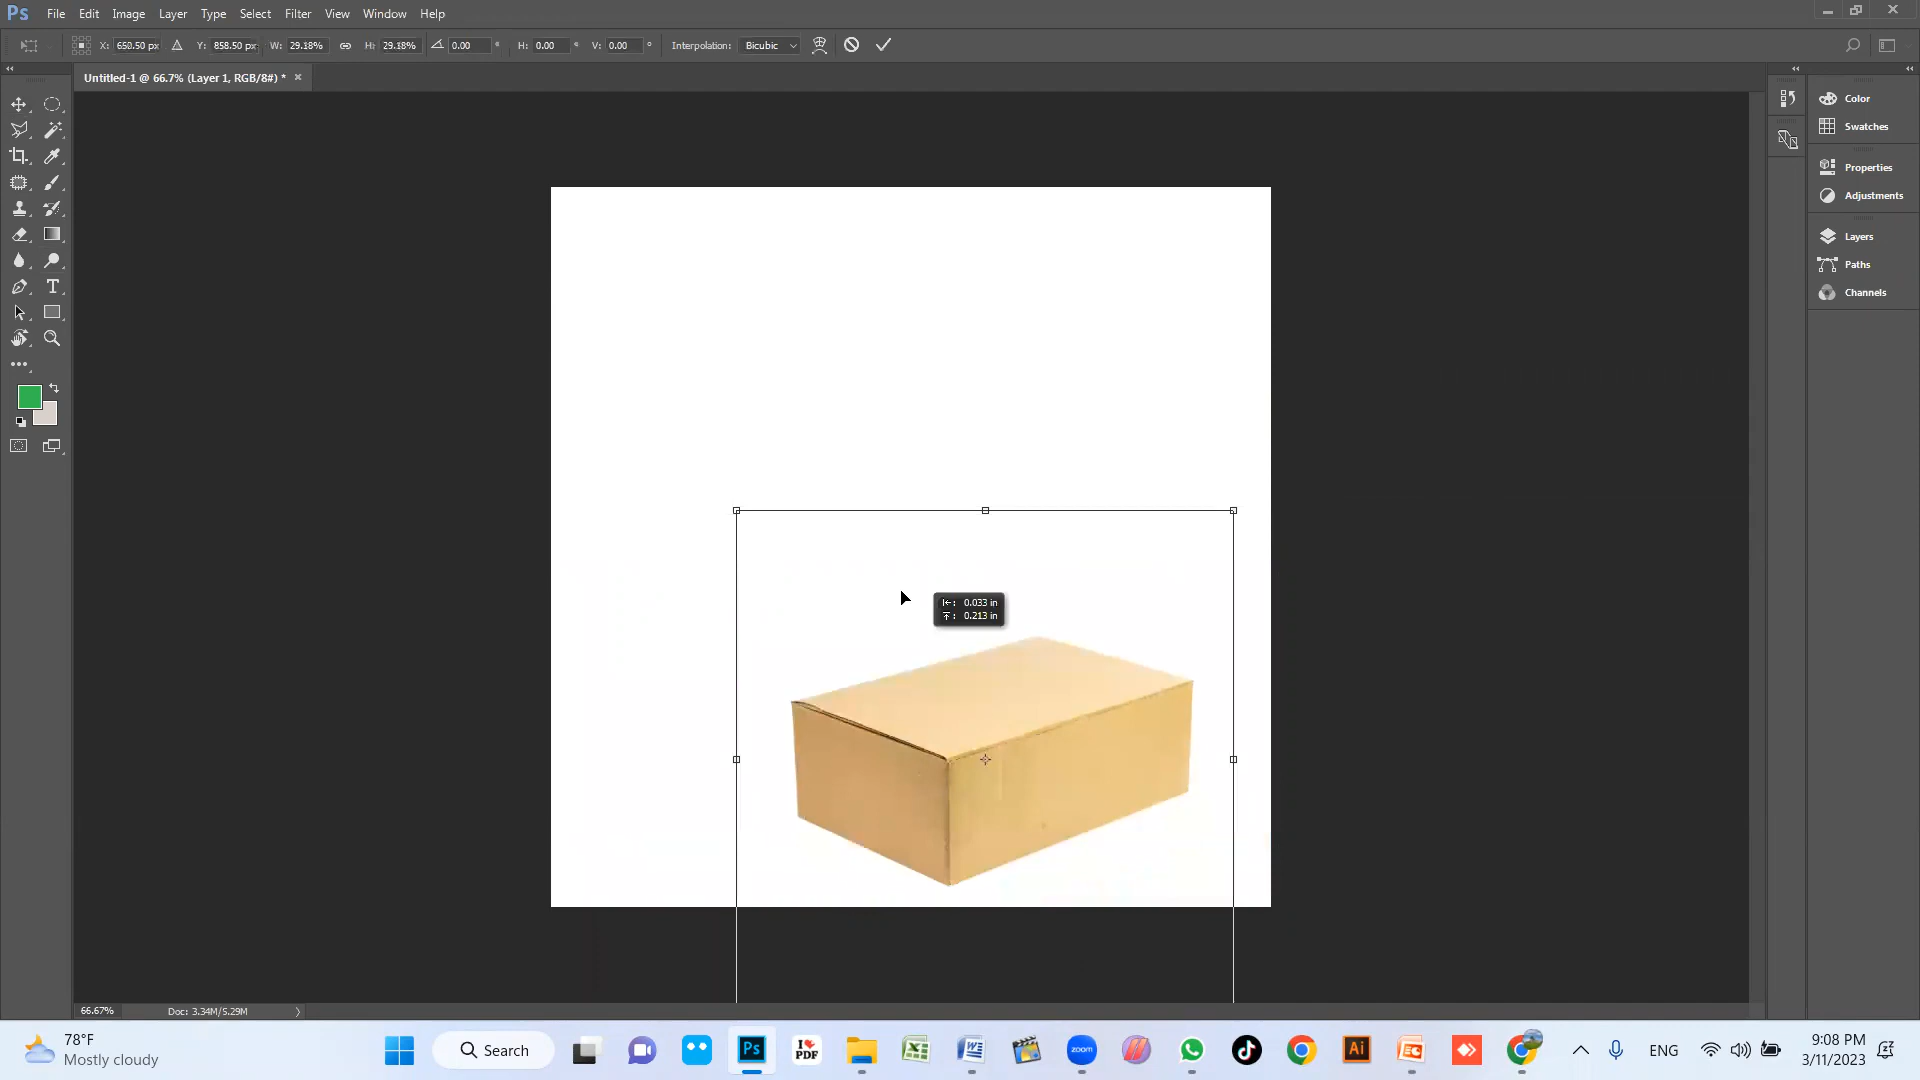 Ps File Edit Image Layer Type Select Filter View Window Help
X: 650.50 px Y: 858.50 px W: 29.18% H: 29.18% 0.00 ° H: 0.00 ° V: 0.00 ° Interpolation: Bicubic
Untitled-1 @ 66.7% (Layer 1, RGB/8#) * ×
Color
Swatches
Properties
Adjustments
Layers
Paths
Channels
T
: 0.033 in
: 0.213 in
66.67% Doc: 3.34M/5.29M
78°F
Mostly cloudy
Search
Ps
I ♥
PDF
W
zoom
Ai
ENG
9:08 PM
3/11/2023